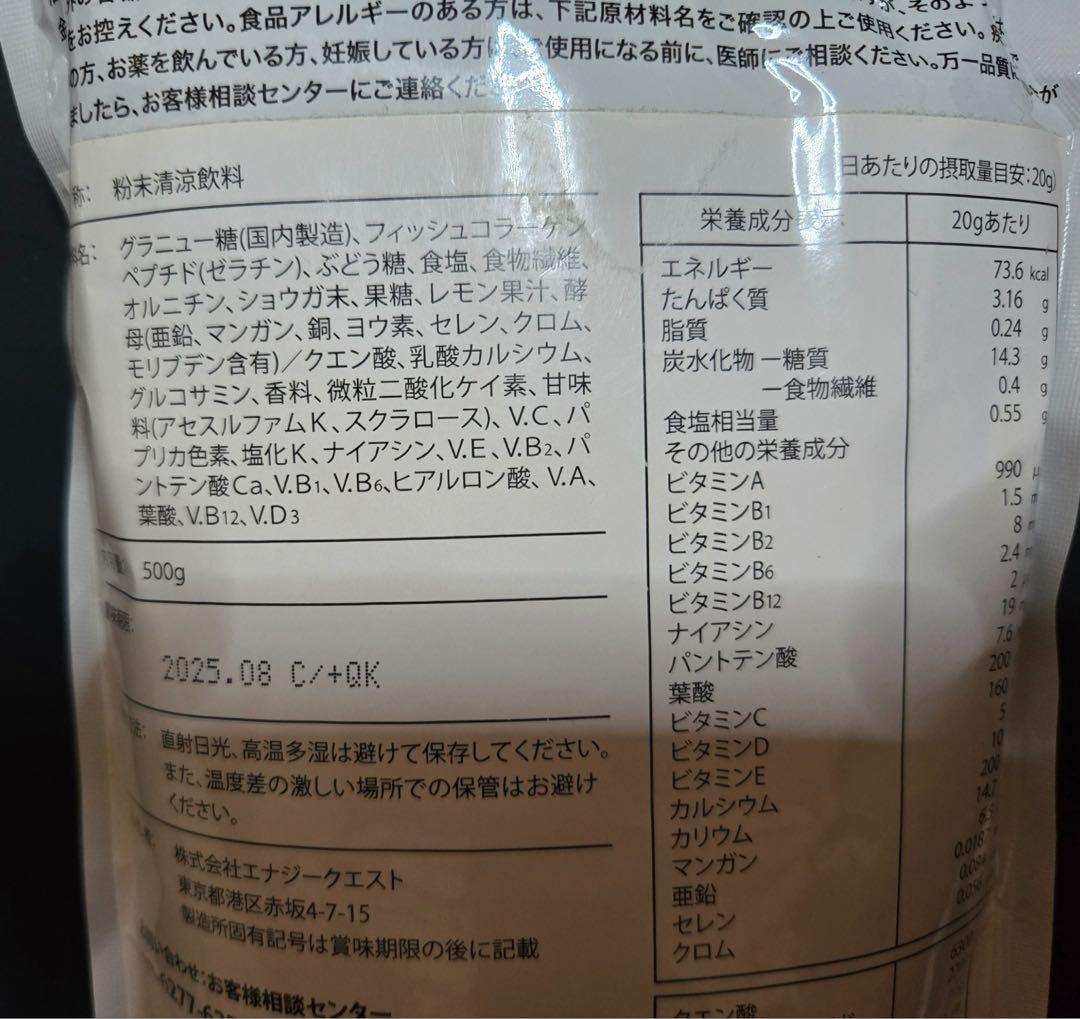 をお控えください。食品アレルギーのある方は、下記原材料名をご確認の上ご使用ください。
の方、お薬を飲んでいる方、妊娠している方は、ご使用になる前に、医師にご相談ください。万一品質に
ましたら、お客様相談センターにご連絡くだ
称: 粉末清涼飲料
名: グラニュー糖(国内製造)、フィッシュコラーゲン
ペプチド(ゼラチン)、ぶどう糖、食塩、食物繊維、
オルニチン、ショウガ末、果糖、レモン果汁、酵
母(亜鉛、マンガン、銅、ヨウ素、セレン、クロム、
モリブデン含有)/クエン酸、乳酸カルシウム、
グルコサミン、香料、微粒二酸化ケイ素、甘味
料(アセスルファムK、スクラロース)、V.C、パ
プリカ色素、塩化K、ナイアシン、V.E、V.B2、パ
ントテン酸Ca、V.B1、V.B6、ヒアルロン酸、V.A、
葉酸、V.B12、V.D3
500g
2025.08 C/+QK
法: 直射日光、高温多湿は避けて保存してください。
また、温度差の激しい場所での保管はお避け
ください。
株式会社エナジークエスト
東京都港区赤坂4-7-15
製造所固有記号は賞味期限の後に記載
お問い合わせ:お客様相談センター
日あたりの摂取量目安:20g)
栄養成分表示 20gあたり
エネルギー 73.6 kcal
たんぱく質 3.16 g
脂質 0.24 g
炭水化物 ー糖質 14.3 g
ー食物繊維 0.4 g
食塩相当量 0.55 g
その他の栄養成分
ビタミンA 990 μ
ビタミンB1 1.5 m
ビタミンB2 8 m
ビタミンB6 2.4 m
ビタミンB12 2 μ
ナイアシン 19
パントテン酸 7.6
葉酸 200
ビタミンC 160
ビタミンD 5
ビタミンE 10
カルシウム 200
カリウム 14.7
マンガン
亜鉛
セレン
クロム
クエン酸